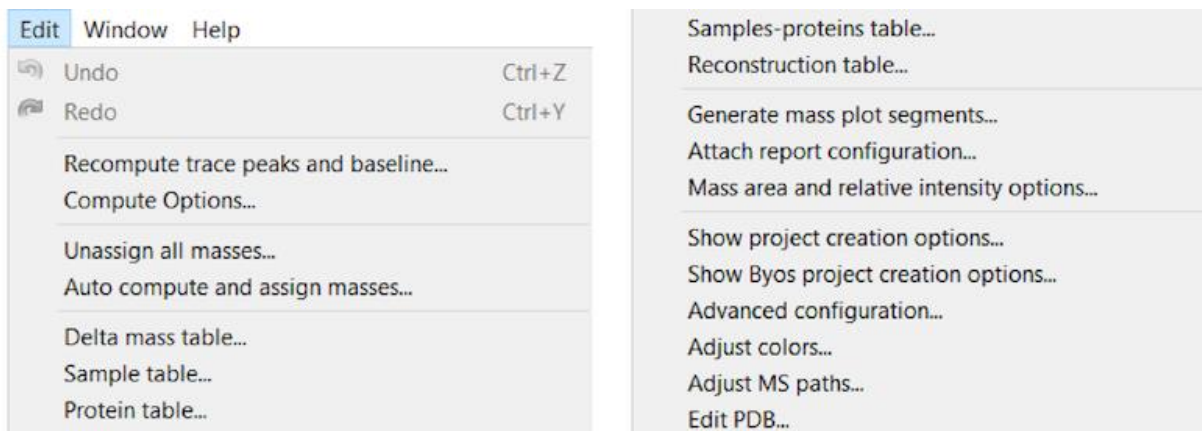 Edit Window Help
Undo Ctrl+Z
Redo Ctrl+Y
Recompute trace peaks and baseline...
Compute Options...
Unassign all masses...
Auto compute and assign masses...
Delta mass table...
Sample table...
Protein table...
Samples-proteins table...
Reconstruction table...
Generate mass plot segments...
Attach report configuration...
Mass area and relative intensity options...
Show project creation options...
Show Byos project creation options...
Advanced configuration...
Adjust colors...
Adjust MS paths...
Edit PDB...